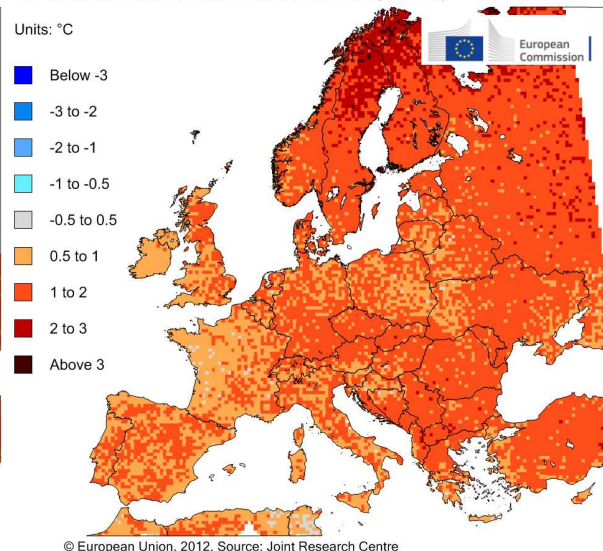 Units: °C
Below -3
-3 to -2
-2 to -1
-1 to -0.5
-0.5 to 0.5
0.5 to 1
1 to 2
2 to 3
Above 3
European
Commission
© European Union, 2012. Source: Joint Research Centre